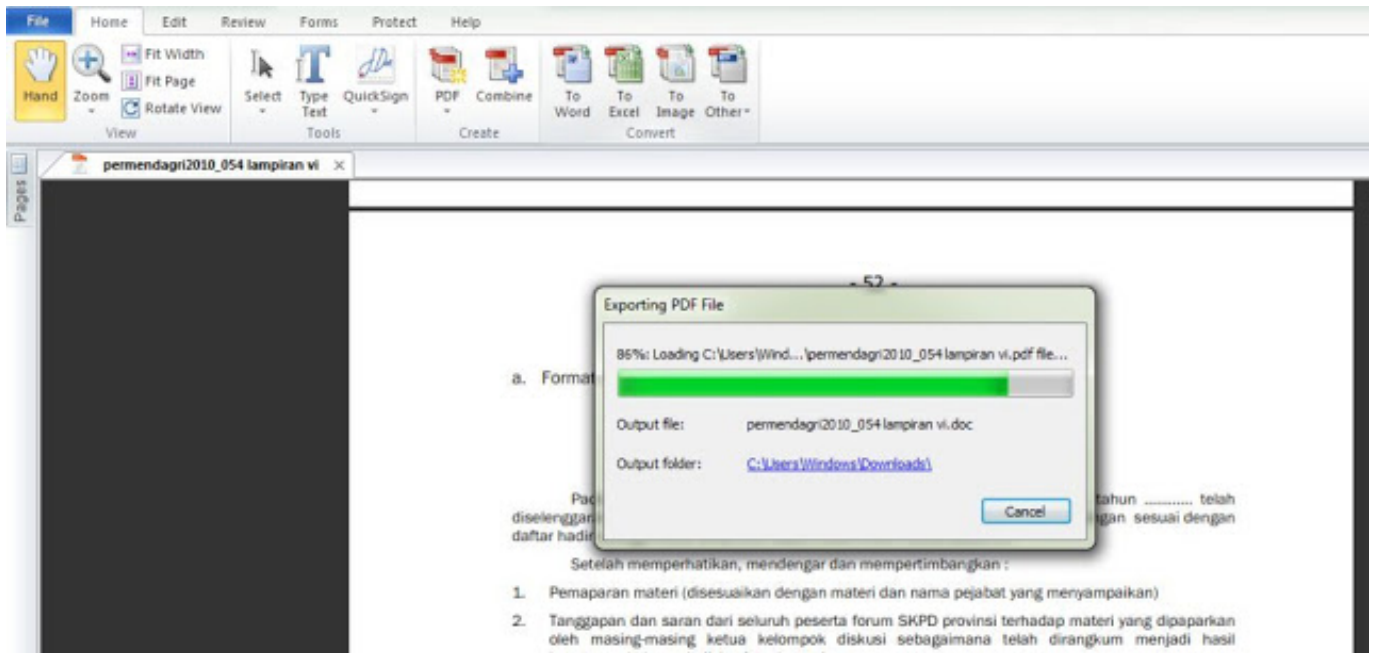 File Home Edit Review Forms Protect Help
Fit Width
Fit Page
Rotate View
Hand Zoom Select Type Text QuickSign PDF Combine To Word To Excel To Image To Other
View Tools Create Convert
permendagri2010_054 lampiran vi
Pages
- 52 -
Exporting PDF File
86%: Loading C:\Users\Wind...\permendagri2010_054 lampiran vi.pdf file...
a. Format
Output file: permendagri2010_054 lampiran vi.doc
Output folder: C:\Users\Windows\Downloads\
Cancel
Pad tahun ........... telah
diselenggar gan sesuai dengan
daftar hadir
Setelah memperhatikan, mendengar dan mempertimbangkan :
1. Pemaparan materi (disesuaikan dengan materi dan nama pejabat yang menyampaikan)
2. Tanggapan dan saran dari seluruh peserta forum SKPD provinsi terhadap materi yang dipaparkan
oleh masing-masing ketua kelompok diskusi sebagaimana telah dirangkum menjadi hasil